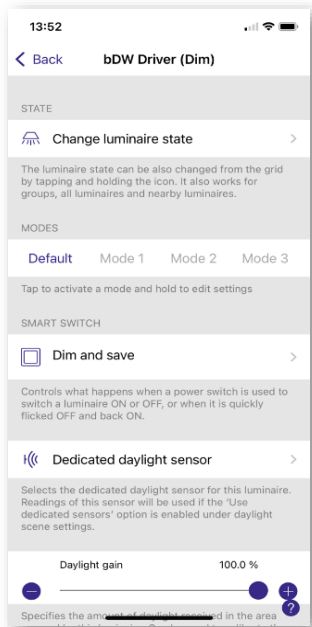 13:52
Back bDW Driver (Dim)
STATE
Change luminaire state
The luminaire state can be also changed from the grid
by tapping and holding the icon. It also works for
groups, all luminaires and nearby luminaires.
MODES
Default Mode 1 Mode 2 Mode 3
Tap to activate a mode and hold to edit settings
SMART SWITCH
Dim and save
Controls what happens when a power switch is used to
switch a luminaire ON or OFF, or when it is quickly
flicked OFF and back ON.
Dedicated daylight sensor
Selects the dedicated daylight sensor for this luminaire.
Readings of this sensor will be used if the 'Use
dedicated sensors' option is enabled under daylight
scene settings.
Daylight gain 100.0 %
?
Specifies the amount of daylight received in the area